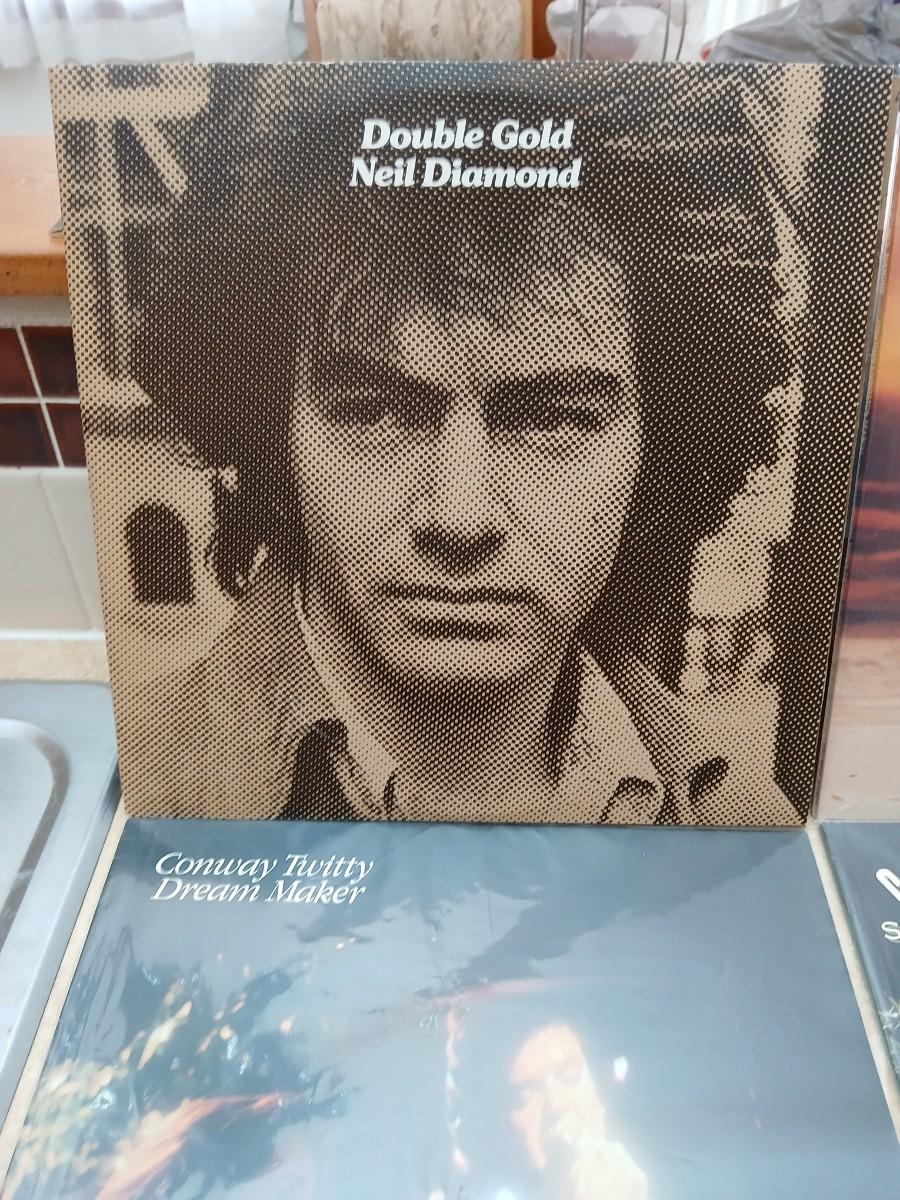 Double Gold
Neil Diamond
Conway Twitty
Dream Maker